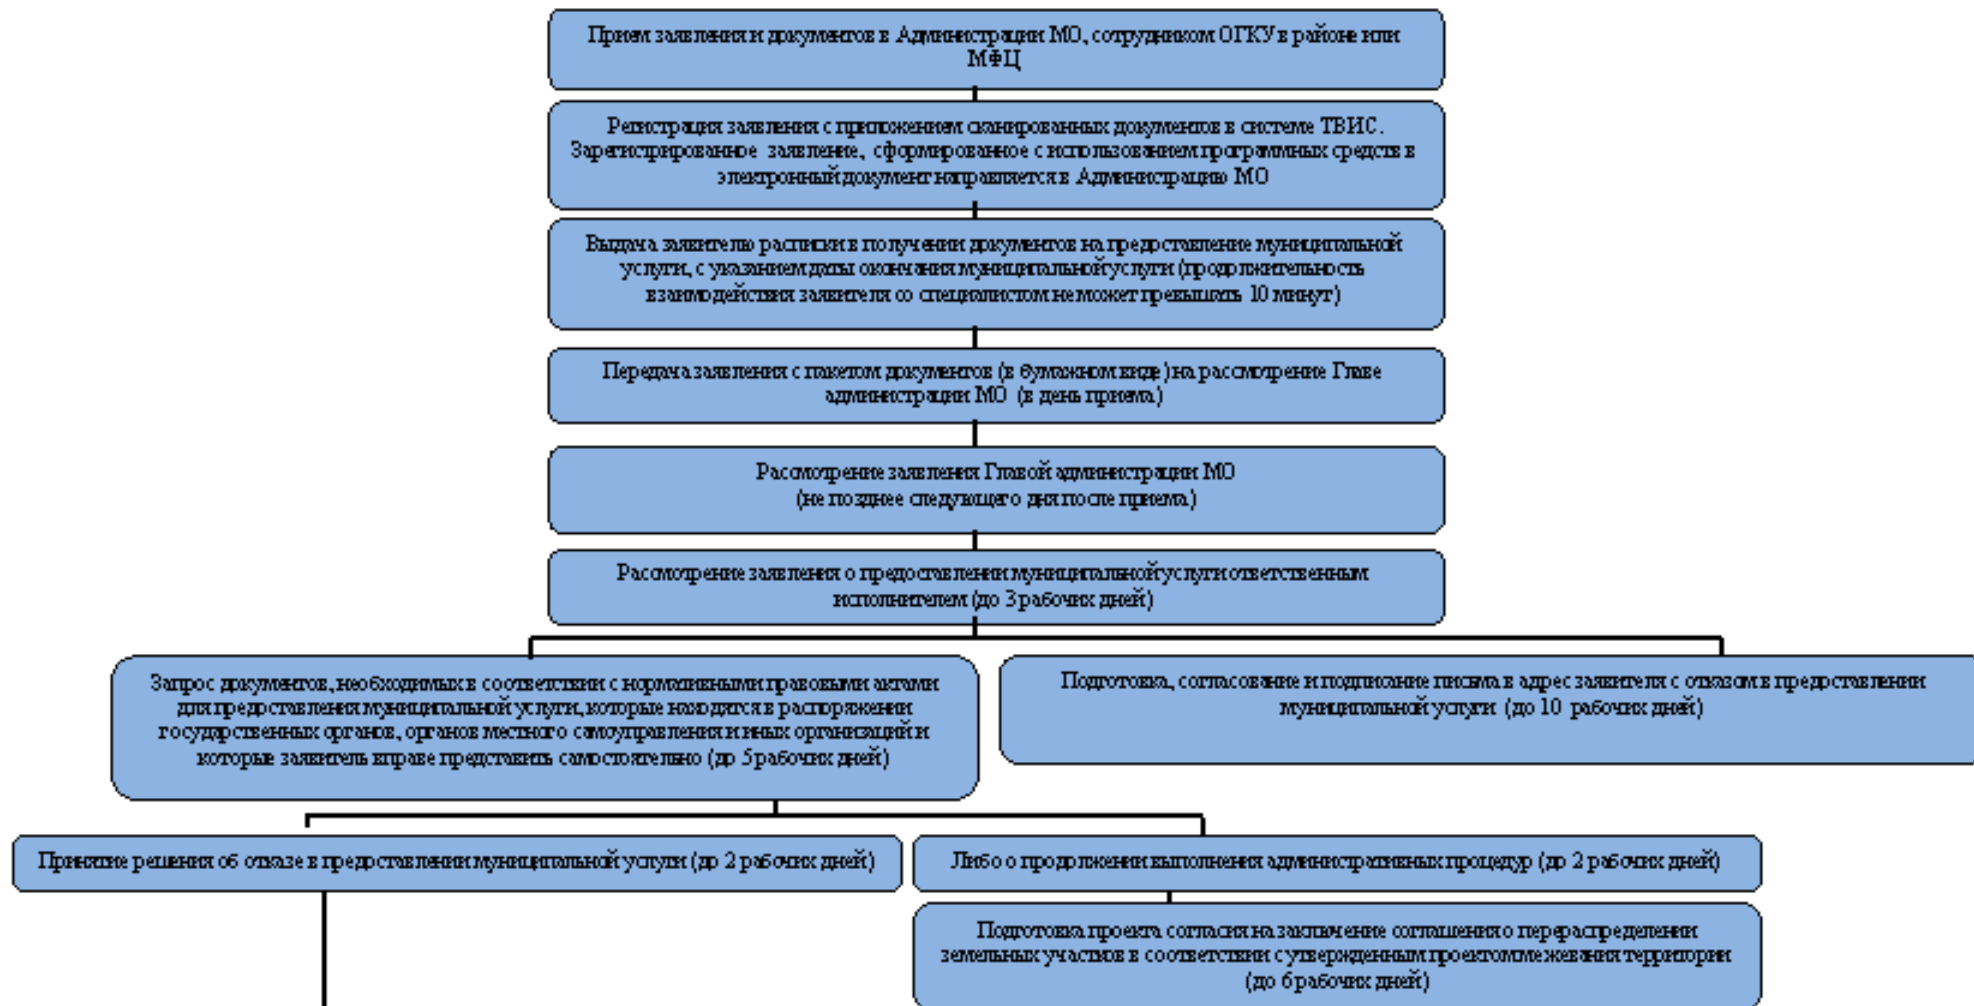 Прием заявления и документов в Администрации МО, сотрудником ОГКУ в районе или
МФЦ
Регистрация заявления с приложением сканированных документов в системе ТВИС.
Зарегистрированное заявление, сформированное с использованием программных средств в
электронный документ направляется в Администрацию МО
Выдача заявителю расписки в получении документов на предоставление муниципальной
услуги, с указанием даты окончания муниципальной услуги (продолжительность
взаимодействия заявителя со специалистом не может превышать 10 минут)
Передача заявления с пакетом документов (в бумажном виде) на рассмотрение Главе
администрации МО (в день приема)
Рассмотрение заявления Главой администрации МО
(не позднее следующего дня после приема)
Рассмотрение заявления о предоставлении муниципальной услуги ответственным
исполнителем (до 3 рабочих дней)
Запрос документов, необходимых в соответствии с нормативными правовыми актами
для предоставления муниципальной услуги, которые находятся в распоряжении
государственных органов, органов местного самоуправления и иных организаций и
которые заявитель вправе представить самостоятельно (до 5 рабочих дней)
Подготовка, согласование и подписание письма в адрес заявителя с отказом в предоставлении
муниципальной услуги (до 10 рабочих дней)
Принятие решения об отказе в предоставлении муниципальной услуги (до 2 рабочих дней)
Либо о продолжении выполнения административных процедур (до 2 рабочих дней)
Подготовка проекта согласия на заключение соглашения о перераспределении
земельных участков в соответствии с утвержденным проектом межевания территории
(до 6 рабочих дней)